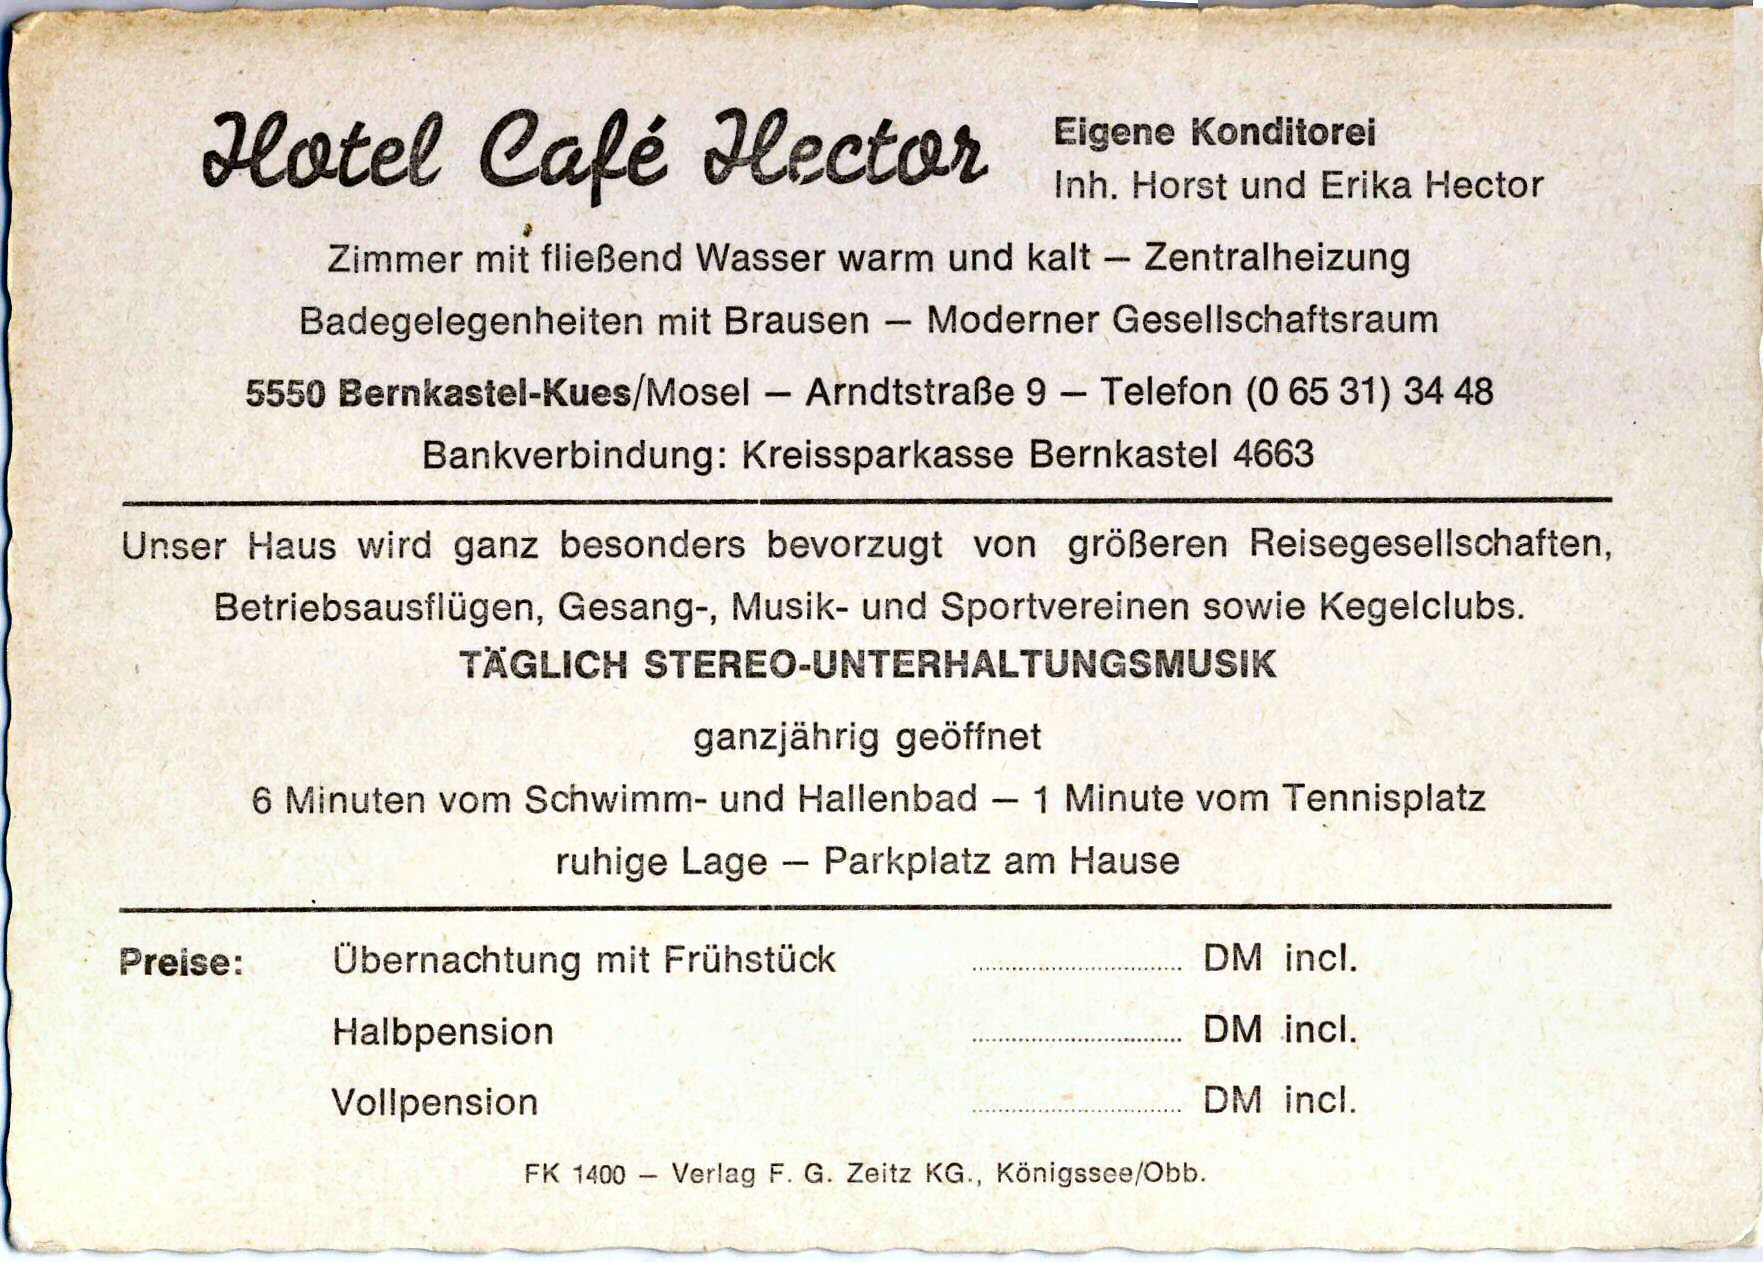 Hotel Café Hector
Eigene Konditorei
Inh. Horst und Erika Hector
Zimmer mit fließend Wasser warm und kalt — Zentralheizung
Badegelegenheiten mit Brausen — Moderner Gesellschaftsraum
5550 Bernkastel-Kues/Mosel — Arndtstraße 9 — Telefon (0 65 31) 34 48
Bankverbindung: Kreissparkasse Bernkastel 4663
Unser Haus wird ganz besonders bevorzugt von größeren Reisegesellschaften,
Betriebsausflügen, Gesang-, Musik- und Sportvereinen sowie Kegelclubs.
TÄGLICH STEREO-UNTERHALTUNGSMUSIK
ganzjährig geöffnet
6 Minuten vom Schwimm- und Hallenbad — 1 Minute vom Tennisplatz
ruhige Lage — Parkplatz am Hause
Preise: Übernachtung mit Frühstück .............................. DM incl.
Halbpension .............................. DM incl.
Vollpension .............................. DM incl.
FK 1400 — Verlag F. G. Zeitz KG., Königssee/Obb.